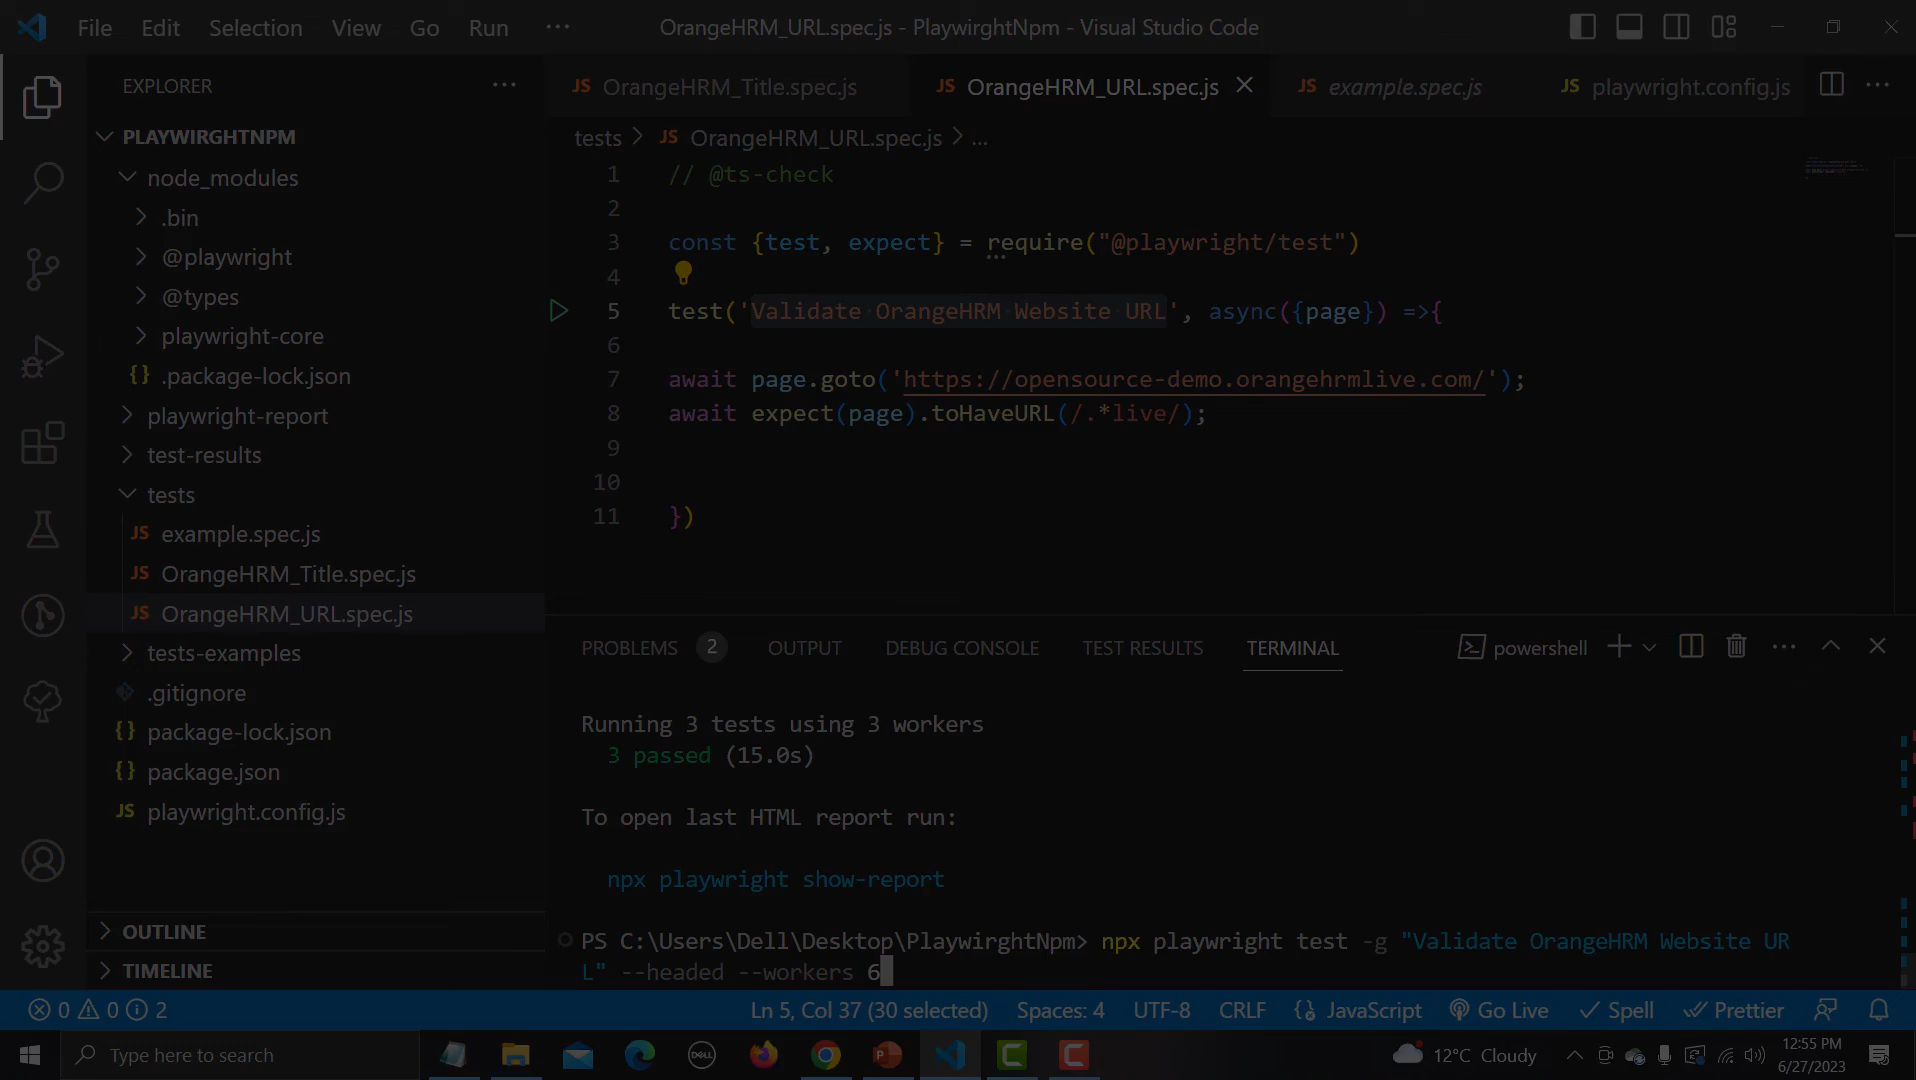 File Edit Selection View Go Run ··· OrangeHRM_URL.spec.js - PlaywirghtNpm - Visual Studio Code
EXPLORER ···
JS OrangeHRM_Title.spec.js JS OrangeHRM_URL.spec.js JS example.spec.js JS playwright.config.js ···
PLAYWIRGHTNPM
node_modules
.bin
@playwright
@types
playwright-core
{} .package-lock.json
playwright-report
test-results
tests
JS example.spec.js
JS OrangeHRM_Title.spec.js
JS OrangeHRM_URL.spec.js
tests-examples
.gitignore
{} package-lock.json
{} package.json
JS playwright.config.js
OUTLINE
TIMELINE
tests > JS OrangeHRM_URL.spec.js > ...
1 // @ts-check
2
3 const {test, expect} = require("@playwright/test")
4
5 test('Validate OrangeHRM Website URL', async({page}) =>{
6
7 await page.goto('https://opensource-demo.orangehrmlive.com/');
8 await expect(page).toHaveURL(/.*live/);
9
10
11 })
PROBLEMS 2 OUTPUT DEBUG CONSOLE TEST RESULTS TERMINAL powershell ···
Running 3 tests using 3 workers
3 passed (15.0s)
To open last HTML report run:
npx playwright show-report
PS C:\Users\Dell\Desktop\PlaywirghtNpm> npx playwright test -g "Validate OrangeHRM Website UR
L" --headed --workers 6
0 0 2 Ln 5, Col 37 (30 selected) Spaces: 4 UTF-8 CRLF {} JavaScript Go Live Spell Prettier
Type here to search DELL 12°C Cloudy 12:55 PM
6/27/2023